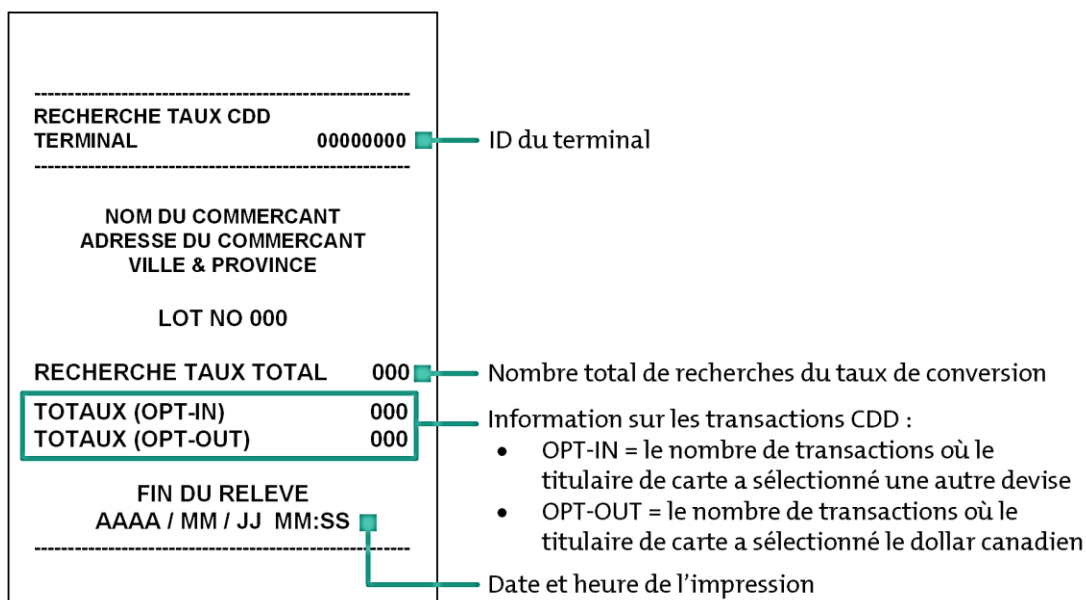 RECHERCHE TAUX CDD
TERMINAL 00000000
ID du terminal
NOM DU COMMERCANT
ADRESSE DU COMMERCANT
VILLE & PROVINCE
LOT NO 000
RECHERCHE TAUX TOTAL 000
Nombre total de recherches du taux de conversion
TOTAUX (OPT-IN) 000
TOTAUX (OPT-OUT) 000
Information sur les transactions CDD :
• OPT-IN = le nombre de transactions où le
titulaire de carte a sélectionné une autre devise
• OPT-OUT = le nombre de transactions où le
titulaire de carte a sélectionné le dollar canadien
FIN DU RELEVE
AAAA / MM / JJ MM:SS
Date et heure de l'impression